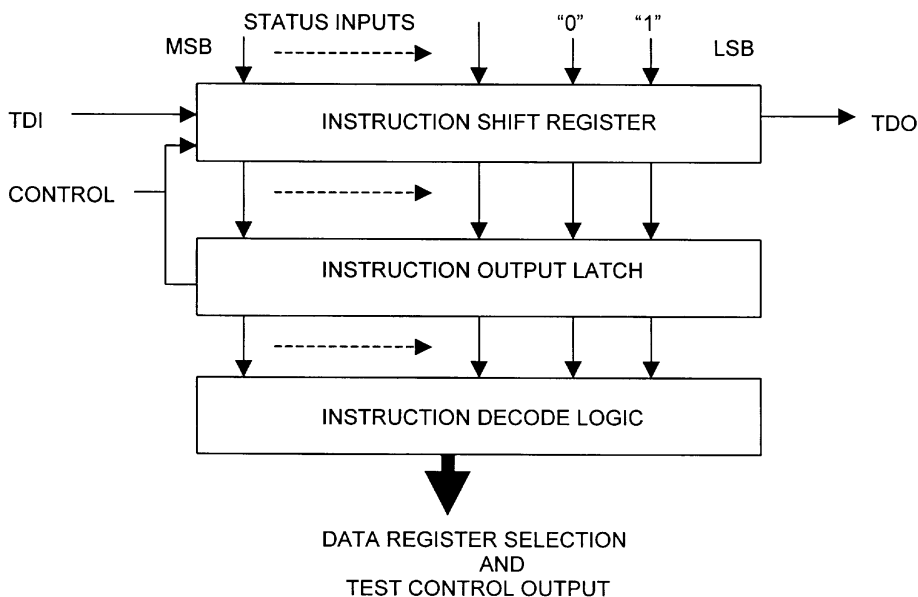 STATUS INPUTS
“0”
“1”
MSB
LSB
TDI
INSTRUCTION SHIFT REGISTER
TDO
CONTROL
INSTRUCTION OUTPUT LATCH
INSTRUCTION DECODE LOGIC
DATA REGISTER SELECTION
AND
TEST CONTROL OUTPUT